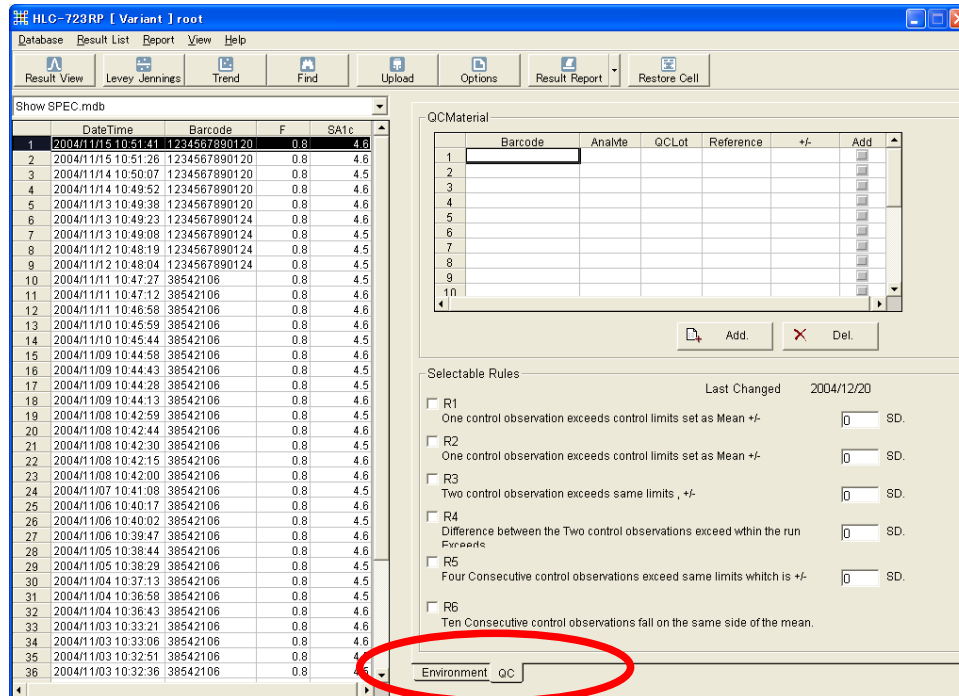 HLC-723RP [ Variant ] root
Database Result List Report View Help
Result View Levey Jennings Trend Find Upload Options Result Report Restore Cell
Show SPEC.mdb
DateTime Barcode F SA1c
1 2004/11/15 10:51:41 1234567890120 0.8 4.6
2 2004/11/15 10:51:26 1234567890120 0.8 4.6
3 2004/11/14 10:50:07 1234567890120 0.8 4.5
4 2004/11/14 10:49:52 1234567890120 0.8 4.6
5 2004/11/13 10:49:38 1234567890120 0.8 4.6
6 2004/11/13 10:49:23 1234567890124 0.8 4.6
7 2004/11/13 10:49:08 1234567890124 0.8 4.5
8 2004/11/12 10:48:19 1234567890124 0.8 4.5
9 2004/11/12 10:48:04 1234567890124 0.8 4.5
10 2004/11/11 10:47:27 38542106 0.8 4.5
11 2004/11/11 10:47:12 38542106 0.8 4.6
12 2004/11/11 10:46:58 38542106 0.8 4.6
13 2004/11/10 10:45:59 38542106 0.8 4.6
14 2004/11/10 10:45:44 38542106 0.8 4.5
15 2004/11/09 10:44:58 38542106 0.8 4.6
16 2004/11/09 10:44:43 38542106 0.8 4.5
17 2004/11/09 10:44:28 38542106 0.8 4.5
18 2004/11/09 10:44:13 38542106 0.8 4.6
19 2004/11/08 10:42:59 38542106 0.8 4.5
20 2004/11/08 10:42:44 38542106 0.8 4.6
21 2004/11/08 10:42:30 38542106 0.8 4.5
22 2004/11/08 10:42:15 38542106 0.8 4.6
23 2004/11/08 10:42:00 38542106 0.8 4.6
24 2004/11/07 10:41:08 38542106 0.8 4.5
25 2004/11/06 10:40:17 38542106 0.8 4.6
26 2004/11/06 10:40:02 38542106 0.8 4.5
27 2004/11/06 10:39:47 38542106 0.8 4.6
28 2004/11/05 10:38:44 38542106 0.8 4.6
29 2004/11/05 10:38:29 38542106 0.8 4.5
30 2004/11/04 10:37:13 38542106 0.8 4.5
31 2004/11/04 10:36:58 38542106 0.8 4.5
32 2004/11/04 10:36:43 38542106 0.8 4.6
33 2004/11/03 10:33:21 38542106 0.8 4.6
34 2004/11/03 10:33:06 38542106 0.8 4.6
35 2004/11/03 10:32:51 38542106 0.8
36 2004/11/03 10:32:36 38542106 0.8
QCMaterial
Barcode AnalMte QCLot Reference +/- Add
1
2
3
4
5
6
7
8
9
10
Add. Del.
Selectable Rules
Last Changed 2004/12/20
R1
One control observation exceeds control limits set as Mean +/- 0 SD.
R2
One control observation exceeds control limits set as Mean +/- 0 SD.
R3
Two control observation exceeds same limits , +/- 0 SD.
R4
Difference between the Two control observations exceed wthin the run 0 SD.
Exceeds
R5
Four Consecutive control observations exceed same limits whitch is +/- 0 SD.
R6
Ten Consecutive control observations fall on the same side of the mean.
Environment QC